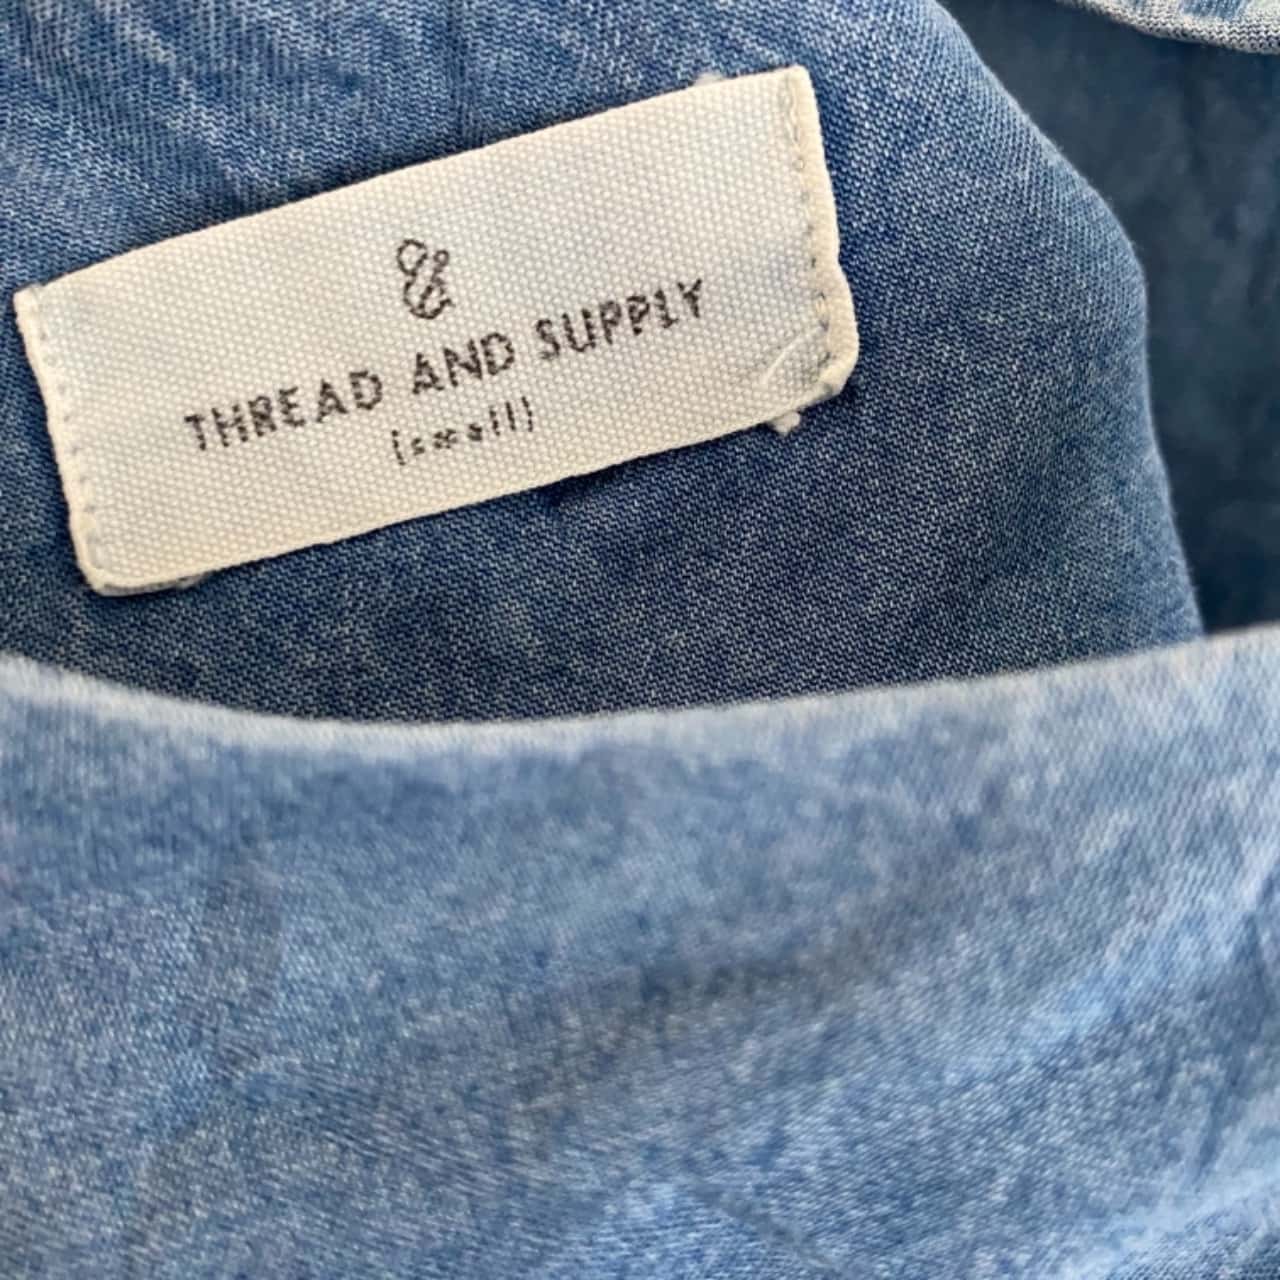 &
THREAD AND SUPPLY
(small)